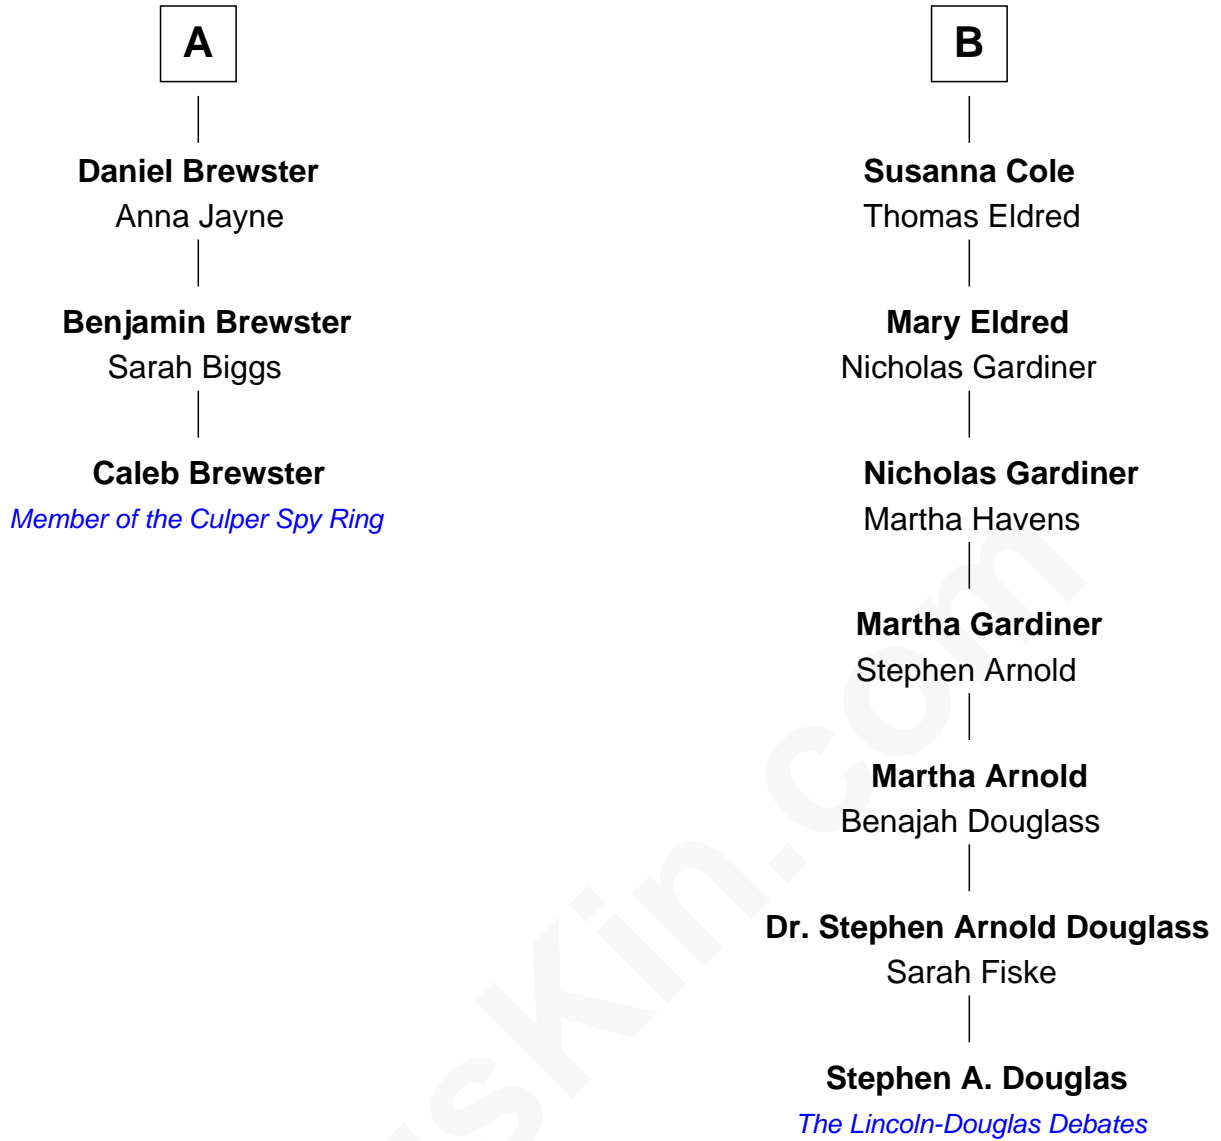 A
Daniel Brewster
Anna Jayne
Benjamin Brewster
Sarah Biggs
Caleb Brewster
Member of the Culper Spy Ring
B
Susanna Cole
Thomas Eldred
Mary Eldred
Nicholas Gardiner
Nicholas Gardiner
Martha Havens
Martha Gardiner
Stephen Arnold
Martha Arnold
Benajah Douglass
Dr. Stephen Arnold Douglass
Sarah Fiske
Stephen A. Douglas
The Lincoln-Douglas Debates
sKin.com